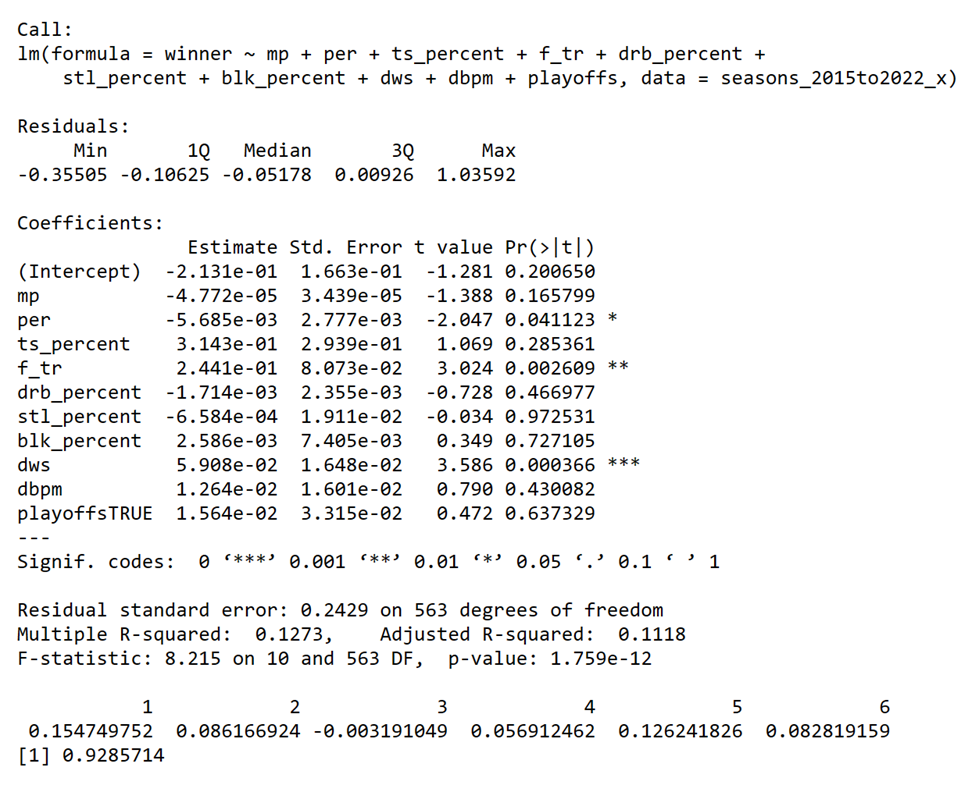 Call:
lm(formula = winner ~ mp + per + ts_percent + f_tr + drb_percent +
    stl_percent + blk_percent + dws + dbpm + playoffs, data = seasons_2015to2022_x)

Residuals:
     Min       1Q   Median       3Q      Max
-0.35505 -0.10625 -0.05178  0.00926  1.03592

Coefficients:
               Estimate Std. Error t value Pr(>|t|)
(Intercept)  -2.131e-01  1.663e-01  -1.281 0.200650
mp           -4.772e-05  3.439e-05  -1.388 0.165799
per          -5.685e-03  2.777e-03  -2.047 0.041123 *
ts_percent    3.143e-01  2.939e-01   1.069 0.285361
f_tr          2.441e-01  8.073e-02   3.024 0.002609 **
drb_percent  -1.714e-03  2.355e-03  -0.728 0.466977
stl_percent  -6.584e-04  1.911e-02  -0.034 0.972531
blk_percent   2.586e-03  7.405e-03   0.349 0.727105
dws           5.908e-02  1.648e-02   3.586 0.000366 ***
dbpm          1.264e-02  1.601e-02   0.790 0.430082
playoffsTRUE  1.564e-02  3.315e-02   0.472 0.637329
---
Signif. codes:  0 ‘***’ 0.001 ‘**’ 0.01 ‘*’ 0.05 ‘.’ 0.1 ‘ ’ 1

Residual standard error: 0.2429 on 563 degrees of freedom
Multiple R-squared:  0.1273,    Adjusted R-squared:  0.1118
F-statistic: 8.215 on 10 and 563 DF,  p-value: 1.759e-12

           1            2            3            4            5            6
 0.154749752  0.086166924 -0.003191049  0.056912462  0.126241826  0.082819159
[1] 0.9285714